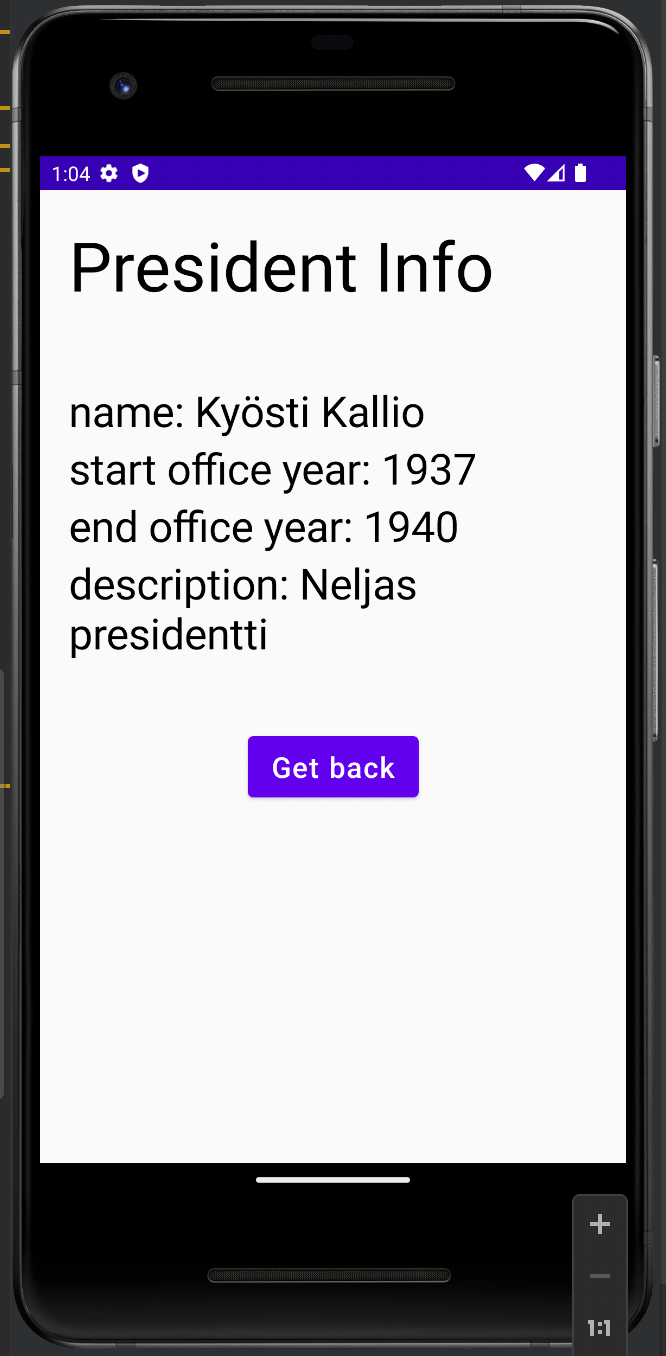 1:04
President Info
name: Kyösti Kallio
start office year: 1937
end office year: 1940
description: Neljas
presidentti
Get back
1:1